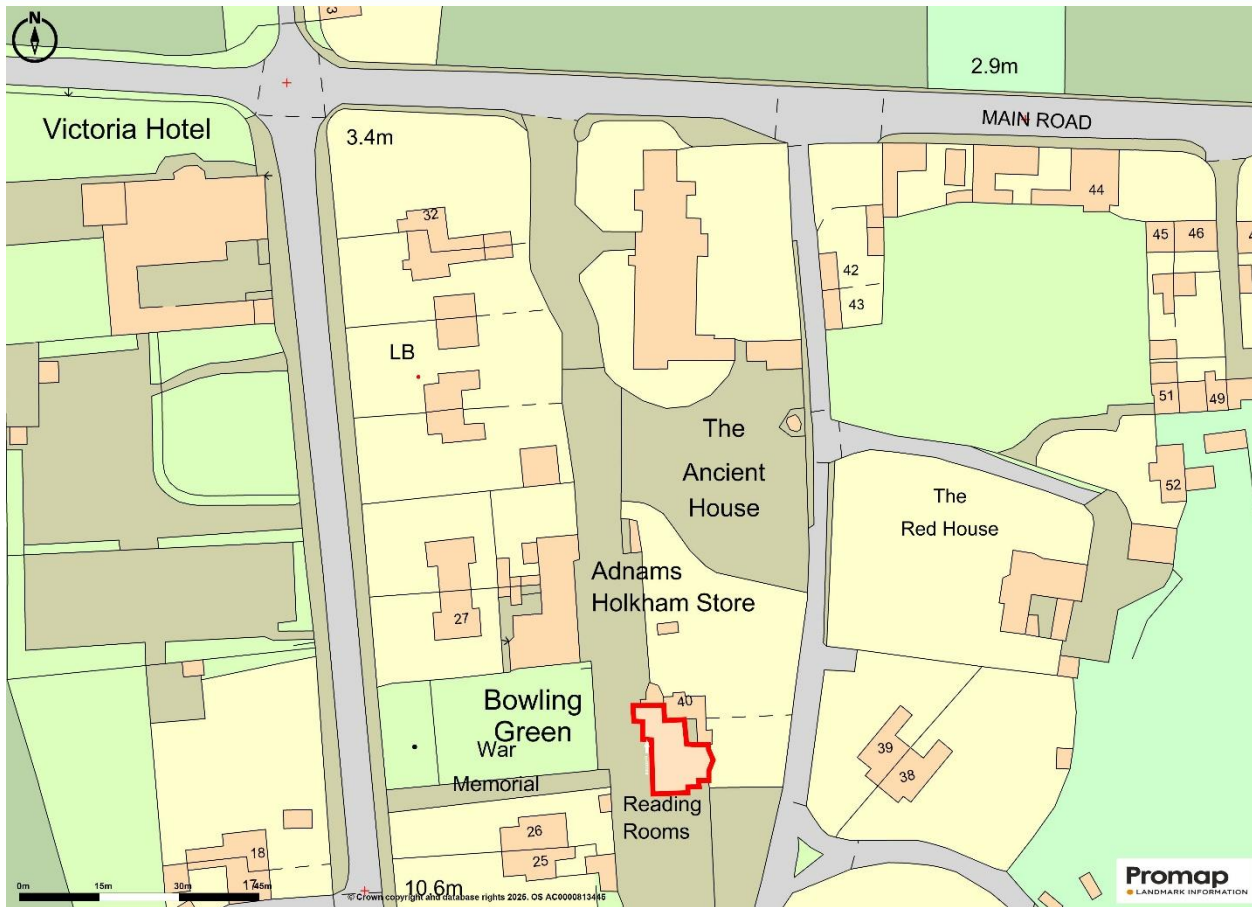 N
3
2.9m
MAIN ROAD
Victoria Hotel
3.4m
32
44
45
46
42
43
LB
51
49
52
The
Ancient
House
The
Red House
Adnams
Holkham Store
27
40
Bowling
Green
War
Memorial
39
38
Reading
Rooms
26
25
18
17
10.6m
0m
15m
30m
45m
© Crown copyright and database rights 2025. OS AC0000813445
Promap
LANDMARK INFORMATION